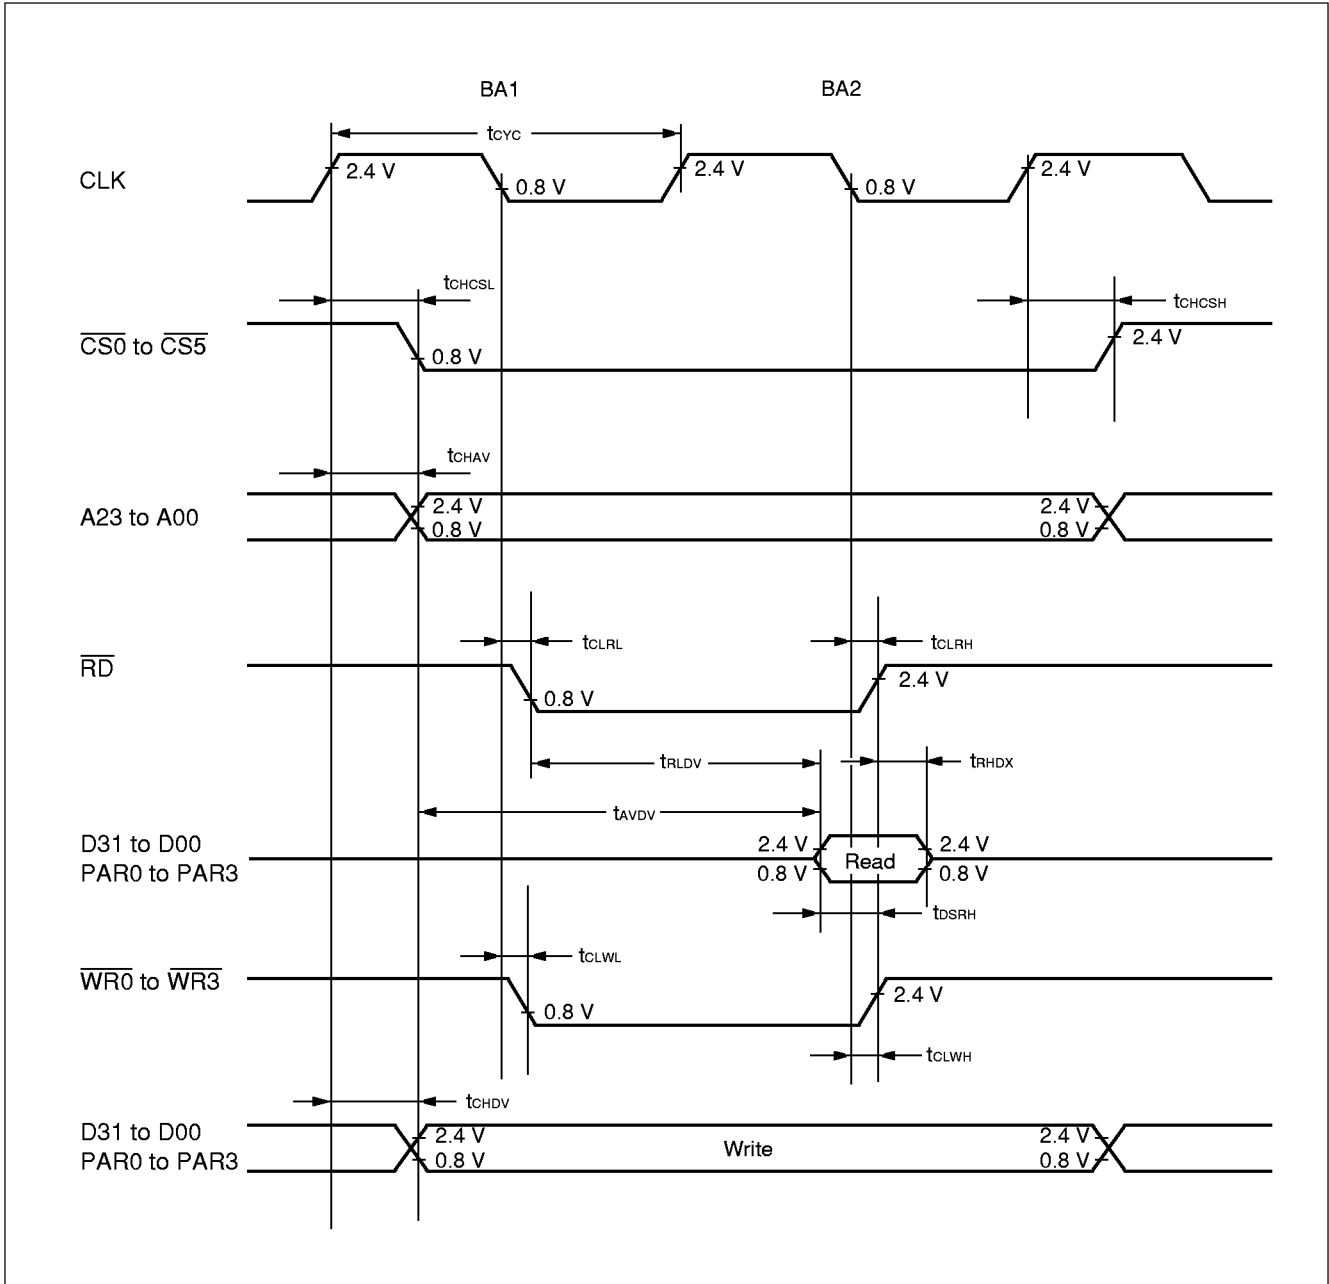 BA1 BA2
tCYC
CLK 2.4 V 0.8 V 2.4 V 0.8 V 2.4 V
tCHCSL tCHCSH
CS0 to CS5 0.8 V 2.4 V
tCHAV
A23 to A00 2.4 V 2.4 V
0.8 V 0.8 V
tCLRL tCLRH
RD 2.4 V
0.8 V
tRLDV tRHDX
tAVDV
D31 to D00 2.4 V 2.4 V
Read
PAR0 to PAR3 0.8 V 0.8 V
tDSRH
tCLWL
WR0 to WR3 2.4 V
0.8 V
tCLWH
tCHDV
D31 to D00 2.4 V 2.4 V
Write
PAR0 to PAR3 0.8 V 0.8 V